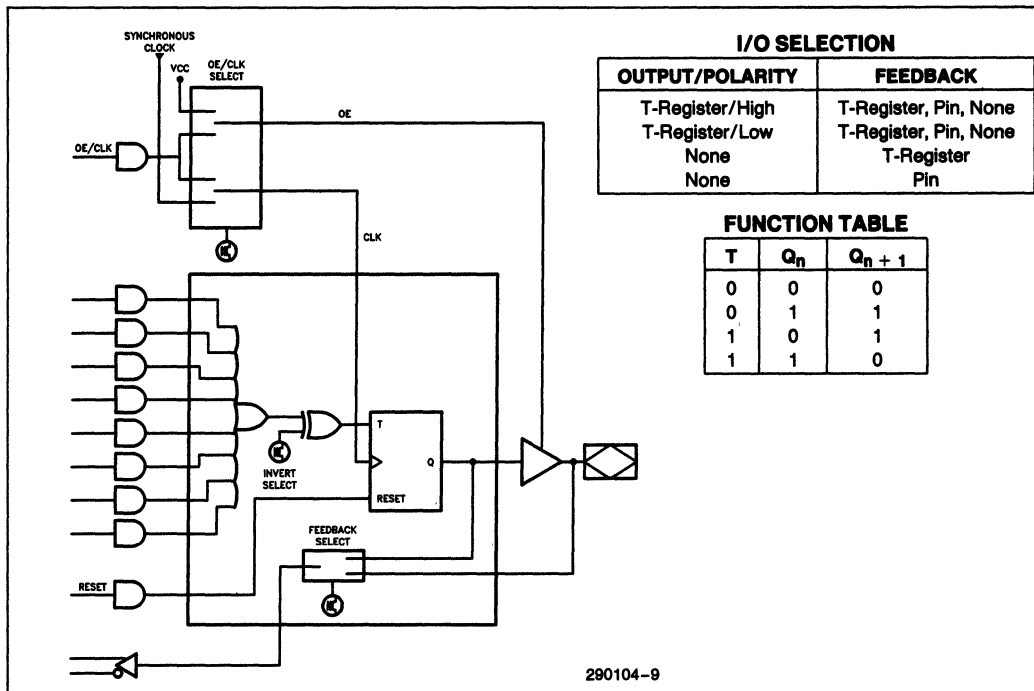 SYNCHRONOUS
CLOCK
VCC
OE/CLK
SELECT
OE
OE/CLK
CLK
T
Q
RESET
INVERT
SELECT
FEEDBACK
SELECT
RESET
I/O SELECTION
OUTPUT/POLARITY FEEDBACK
T-Register/High T-Register, Pin, None
T-Register/Low T-Register, Pin, None
None T-Register
None Pin
FUNCTION TABLE
T Qn Qn + 1
0 0 0
0 1 1
1 0 1
1 1 0
290104–9